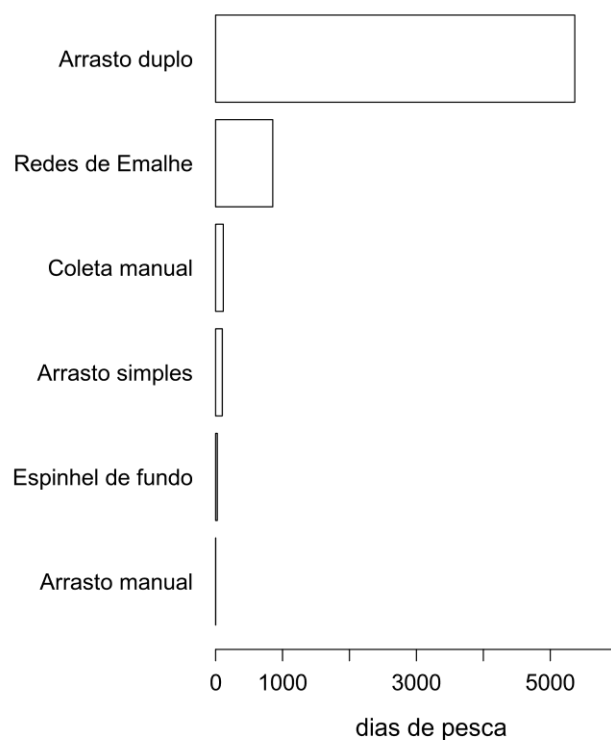 Arrasto duplo
Redes de Emalhe
Coleta manual
Arrasto simples
Espinhel de fundo
Arrasto manual
0 1000 3000 5000
dias de pesca